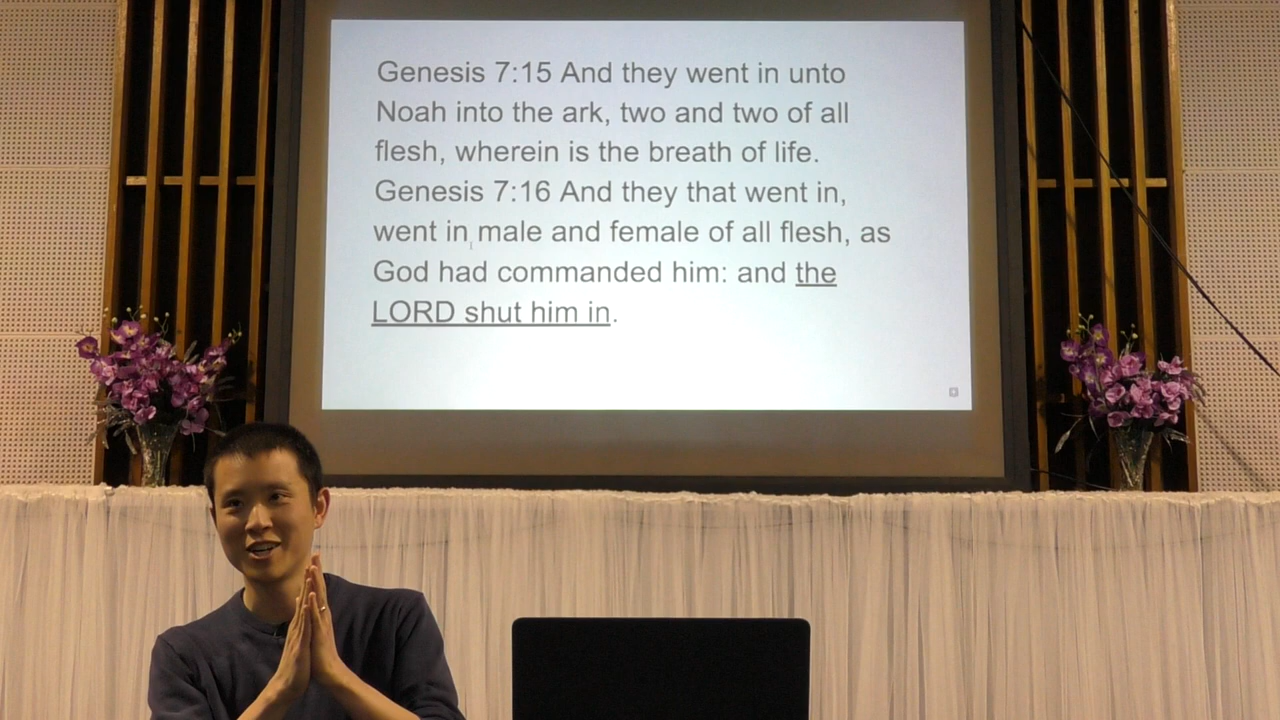 Genesis 7:15 And they went in unto
Noah into the ark, two and two of all
flesh, wherein is the breath of life.
Genesis 7:16 And they that went in,
went in male and female of all flesh, as
God had commanded him: and the
LORD shut him in.